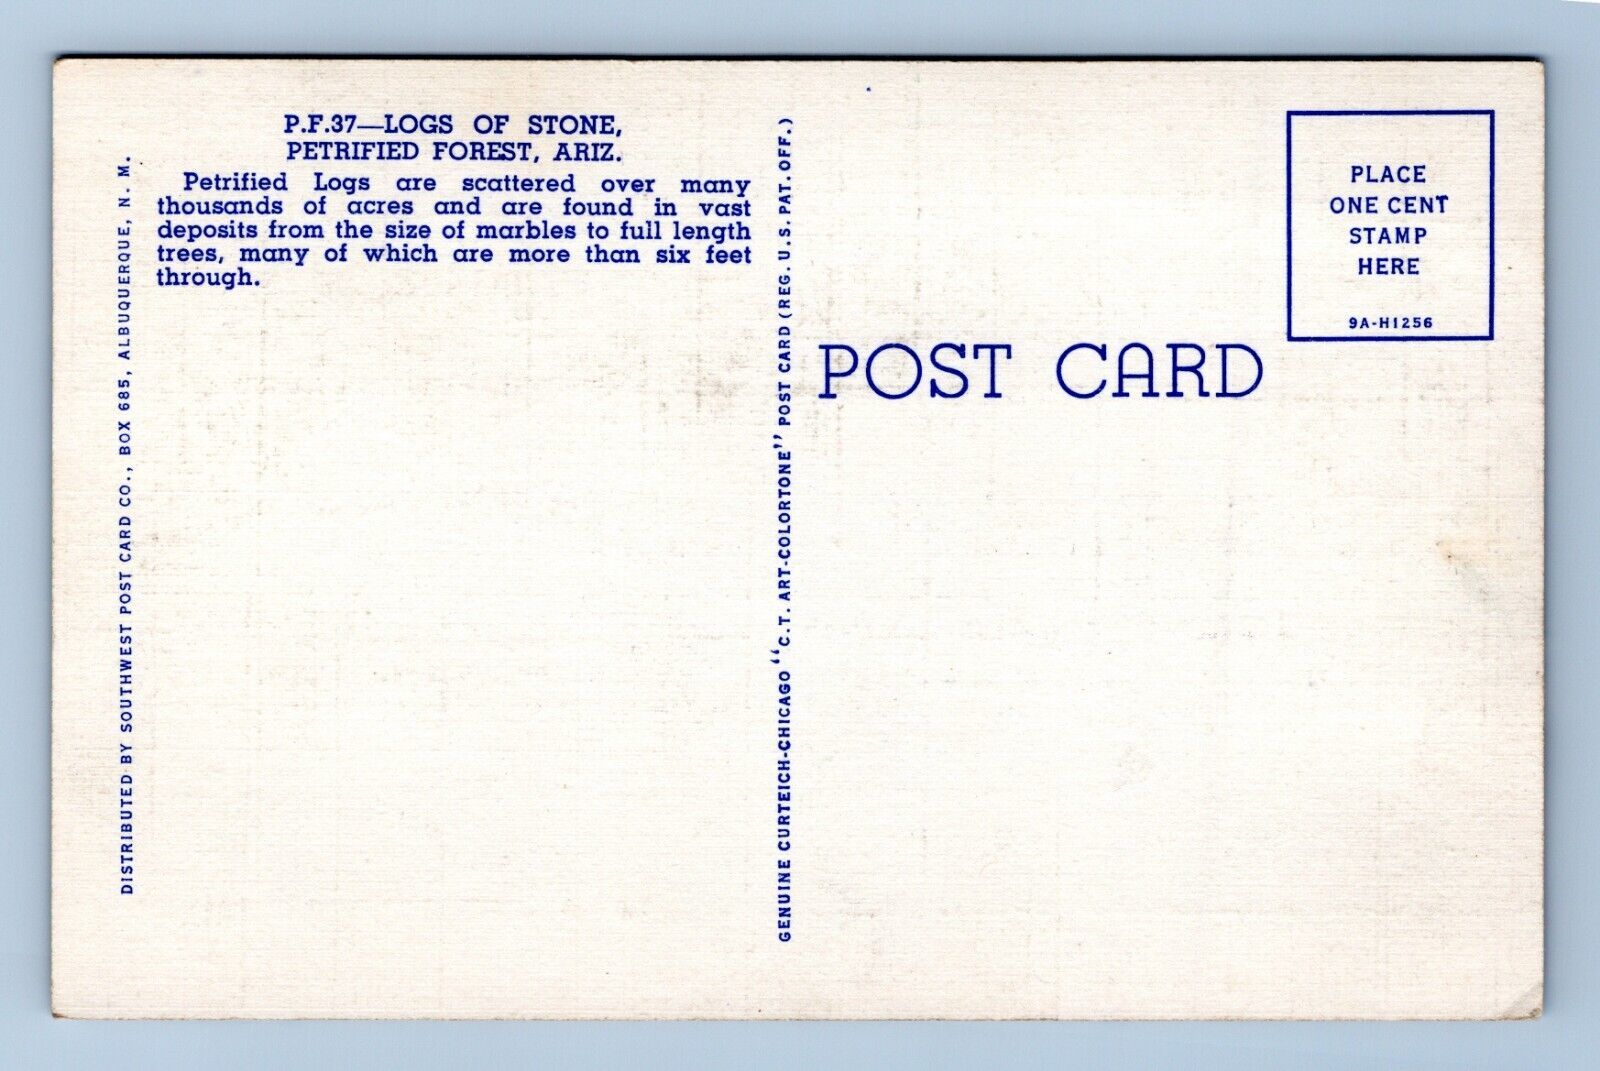 P.F.37—LOGS OF STONE,
PETRIFIED FOREST, ARIZ.
Petrified Logs are scattered over many
thousands of acres and are found in vast
deposits from the size of marbles to full length
trees, many of which are more than six feet
through.
DISTRIBUTED BY SOUTHWEST POST CARD CO., BOX 685, ALBUQUERQUE, N. M.
GENUINE CURTEICH-CHICAGO "C.T. ART-COLORTONE" POST CARD (REG. U.S. PAT. OFF.)
POST CARD
PLACE
ONE CENT
STAMP
HERE
9A-H1256